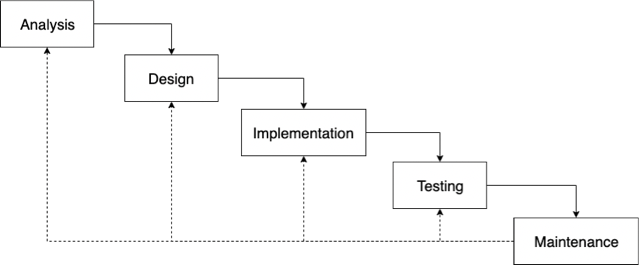 Analysis
Design
Implementation
Testing
Maintenance